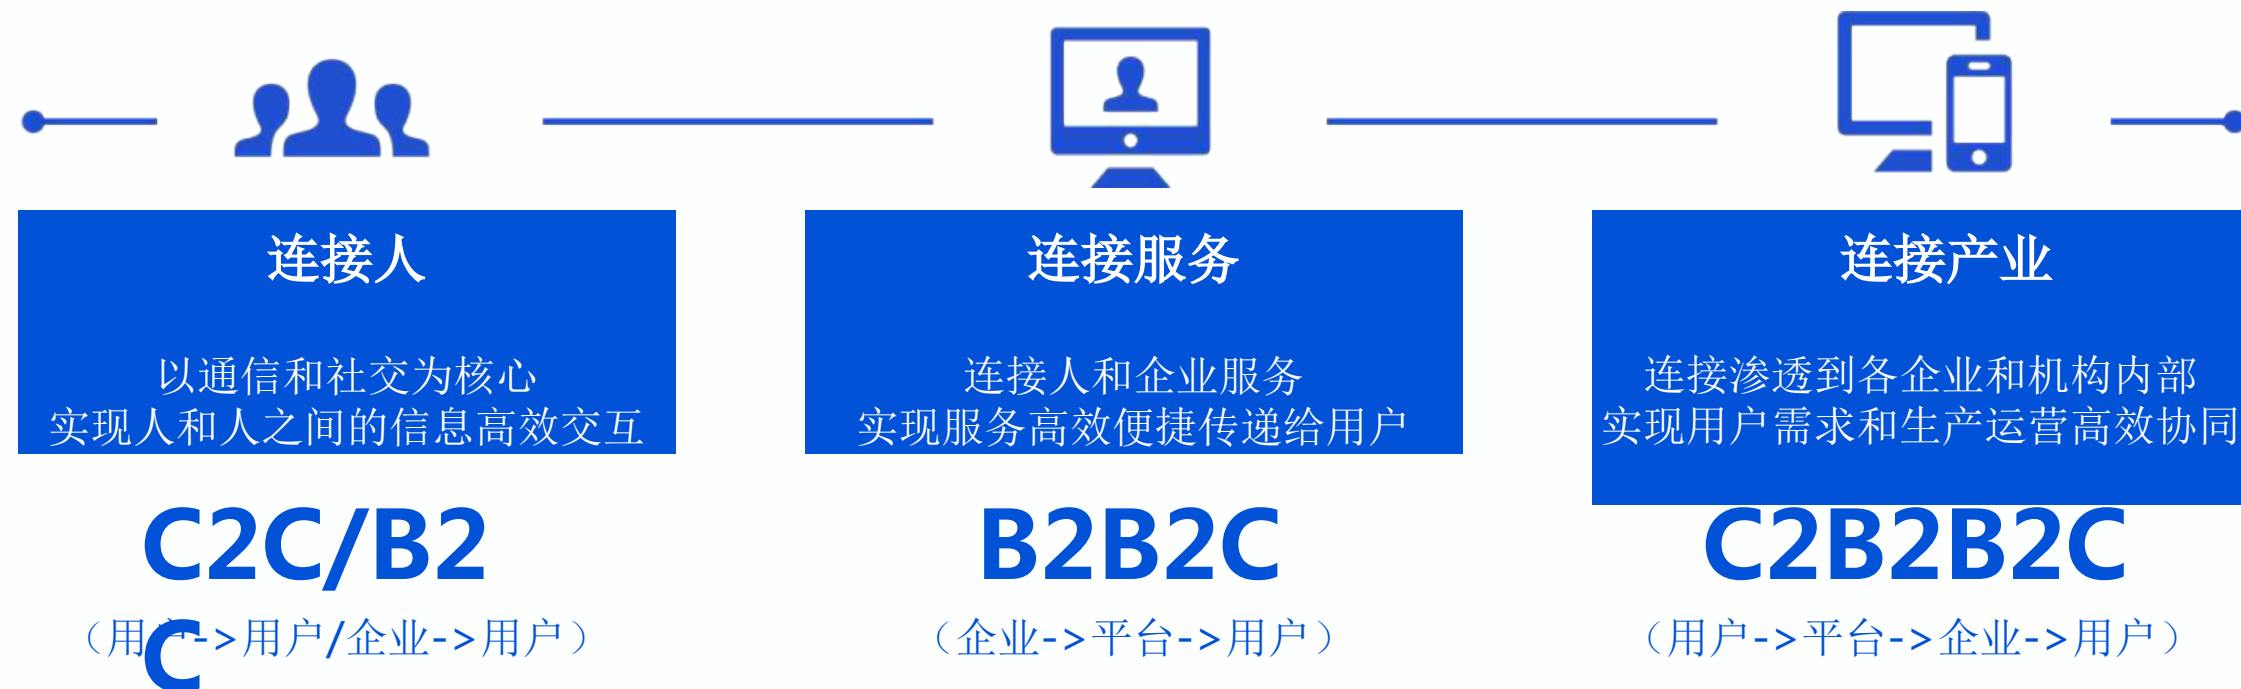 连接人
以通信和社交为核心
实现人和人之间的信息高效交互
C2C/B2
C
（用户->用户/企业->用户）
连接服务
连接人和企业服务
实现服务高效便捷传递给用户
B2B2C
（企业->平台->用户）
连接产业
连接渗透到各企业和机构内部
实现用户需求和生产运营高效协同
C2B2B2C
（用户->平台->企业->用户）